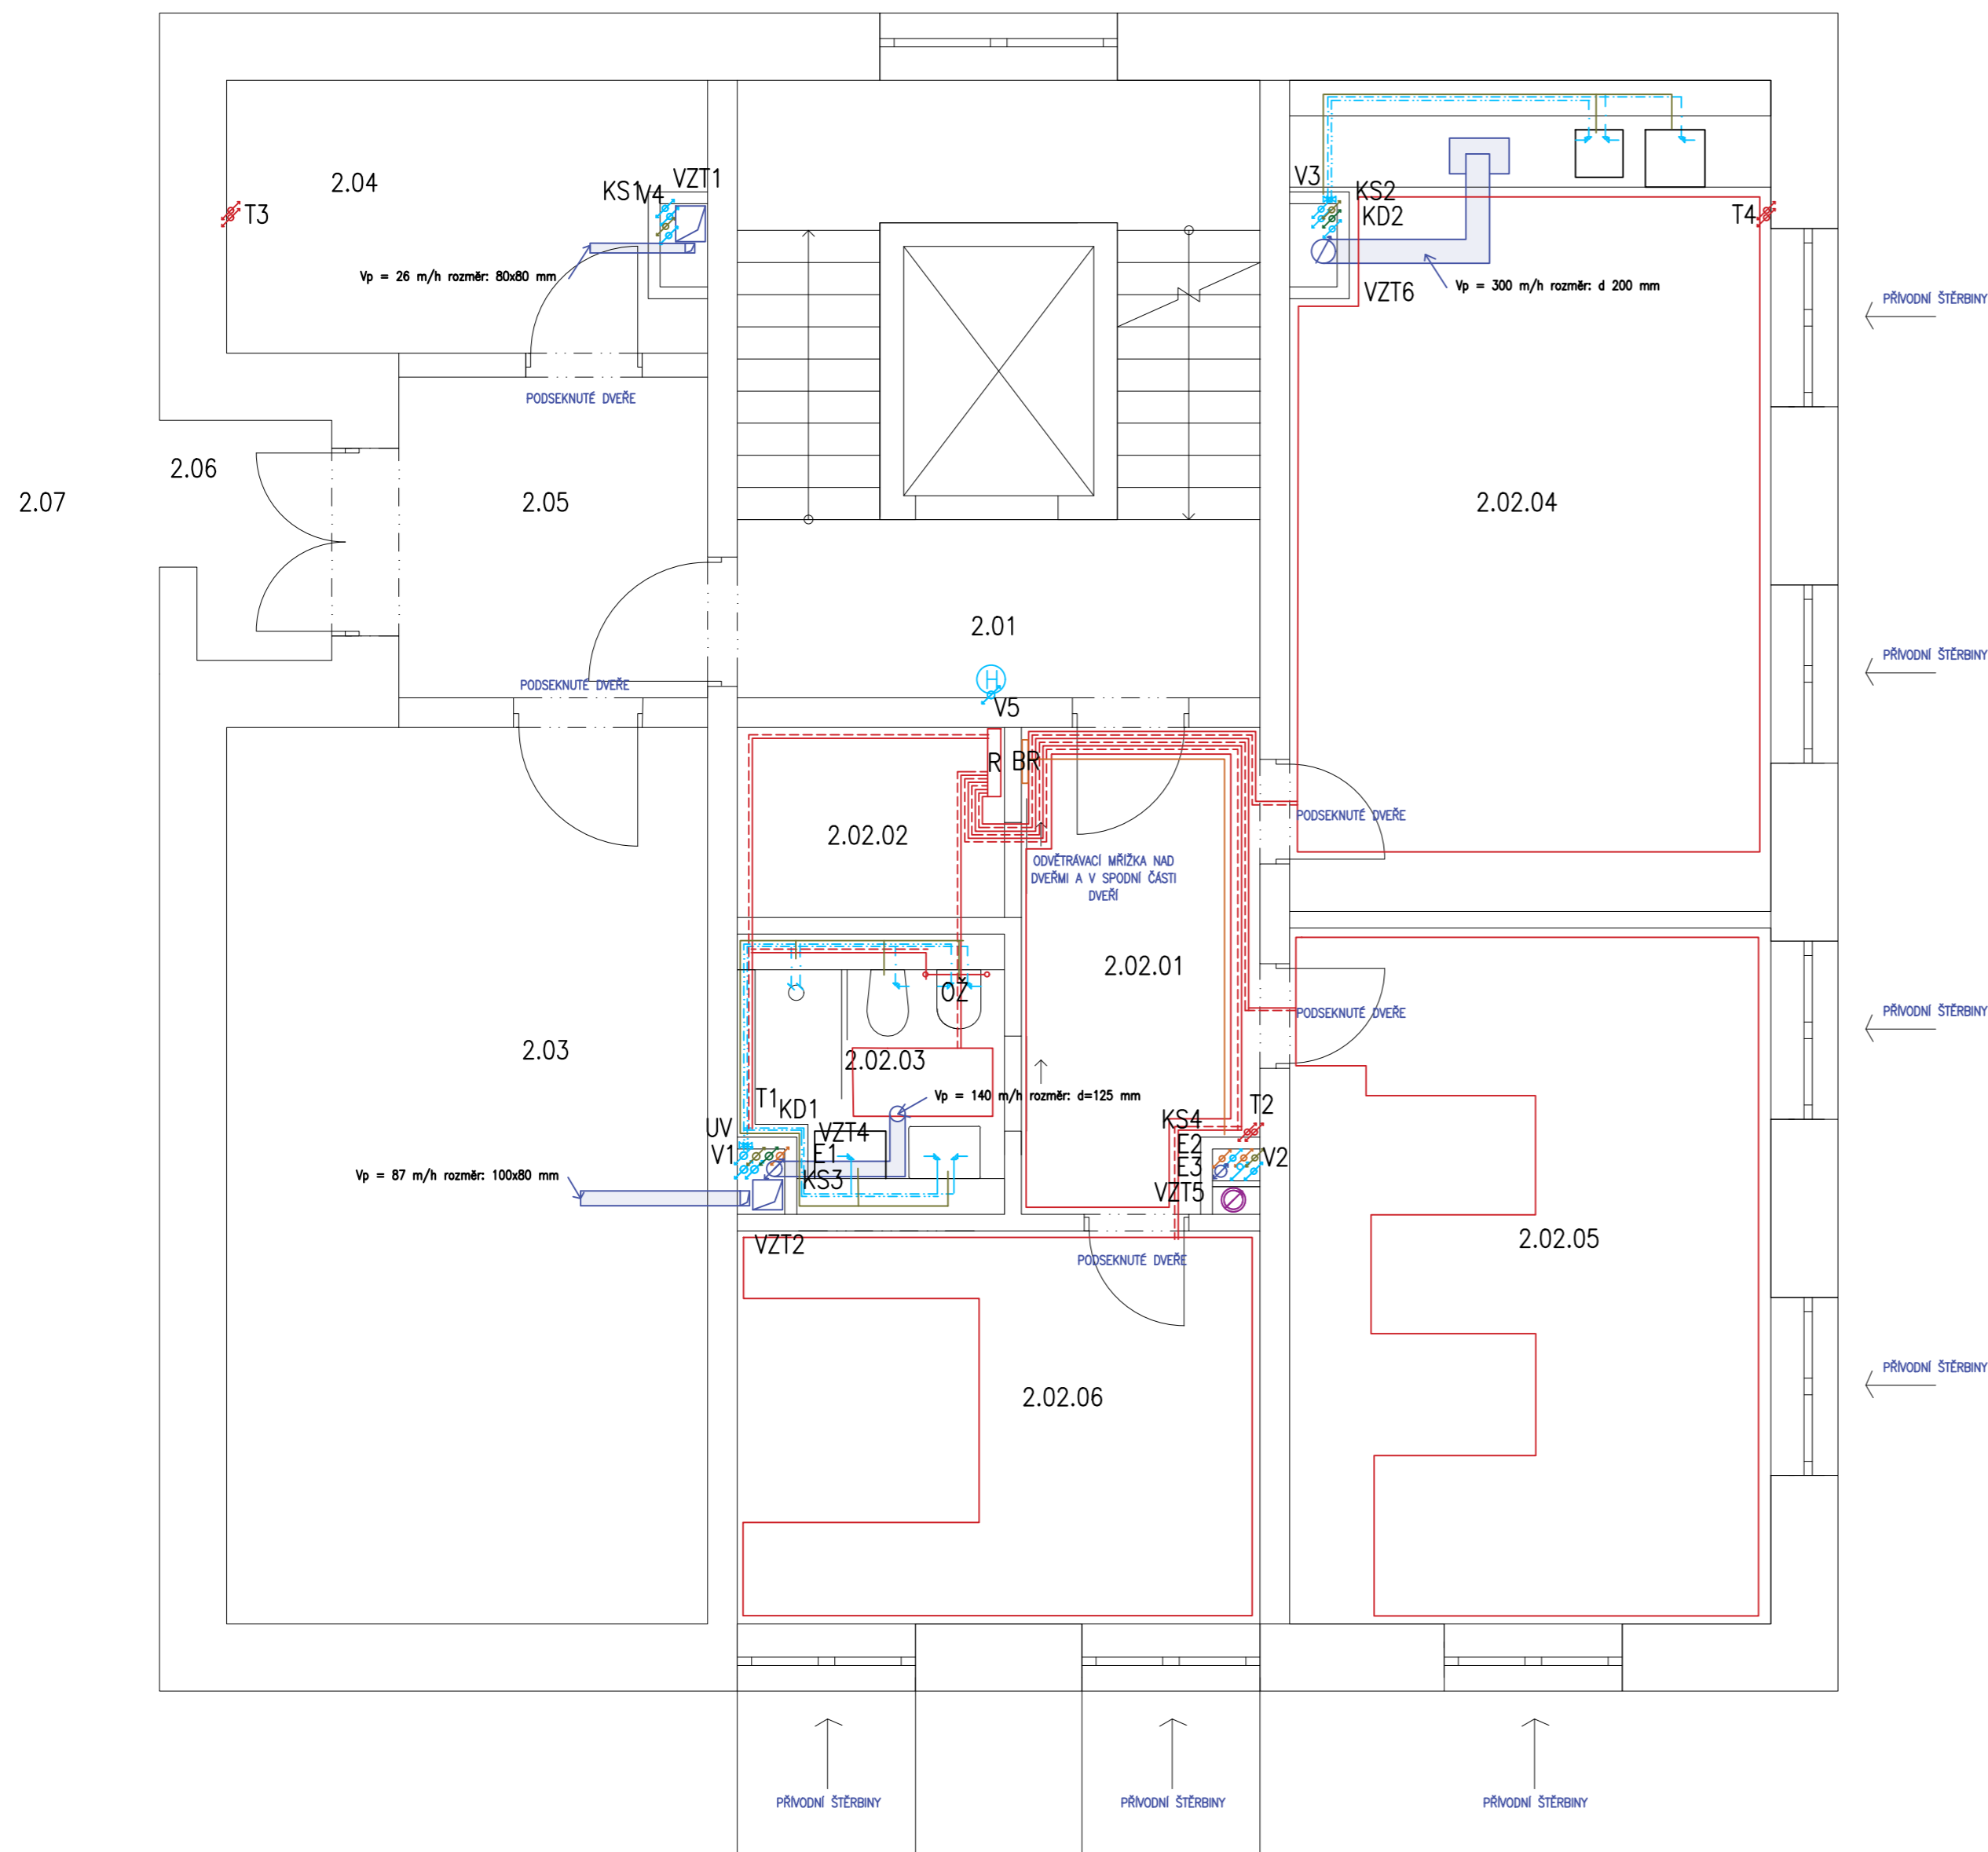 2.04
KS1
V4
VZT1
T3
Vp = 26 m/h rozměr: 80x80 mm
PODSEKNUTÉ DVEŘE
V3
KS2
KD2
T4
VZT6
Vp = 300 m/h rozměr: d 200 mm
PŘÍVODNÍ ŠTĚRBINY
2.06
2.07
2.05
2.02.04
2.01
H
V5
PODSEKNUTÉ DVEŘE
PŘÍVODNÍ ŠTĚRBINY
R
BR
2.02.02
PODSEKNUTÉ DVEŘE
ODVĚTRÁVACÍ MŘÍŽKA NAD
DVEŘMI A V SPODNÍ ČÁSTI
DVEŘÍ
2.02.01
OŽ
PODSEKNUTÉ DVEŘE
PŘÍVODNÍ ŠTĚRBINY
2.03
2.02.03
T1
KD1
Vp = 140 m/h rozměr: d=125 mm
UV
V1
VZT4
E1
KS3
KS4
T2
E2
E3
V2
VZT5
Vp = 87 m/h rozměr: 100x80 mm
VZT2
PODSEKNUTÉ DVEŘE
2.02.05
2.02.06
PŘÍVODNÍ ŠTĚRBINY
PŘÍVODNÍ ŠTĚRBINY
PŘÍVODNÍ ŠTĚRBINY
PŘÍVODNÍ ŠTĚRBINY